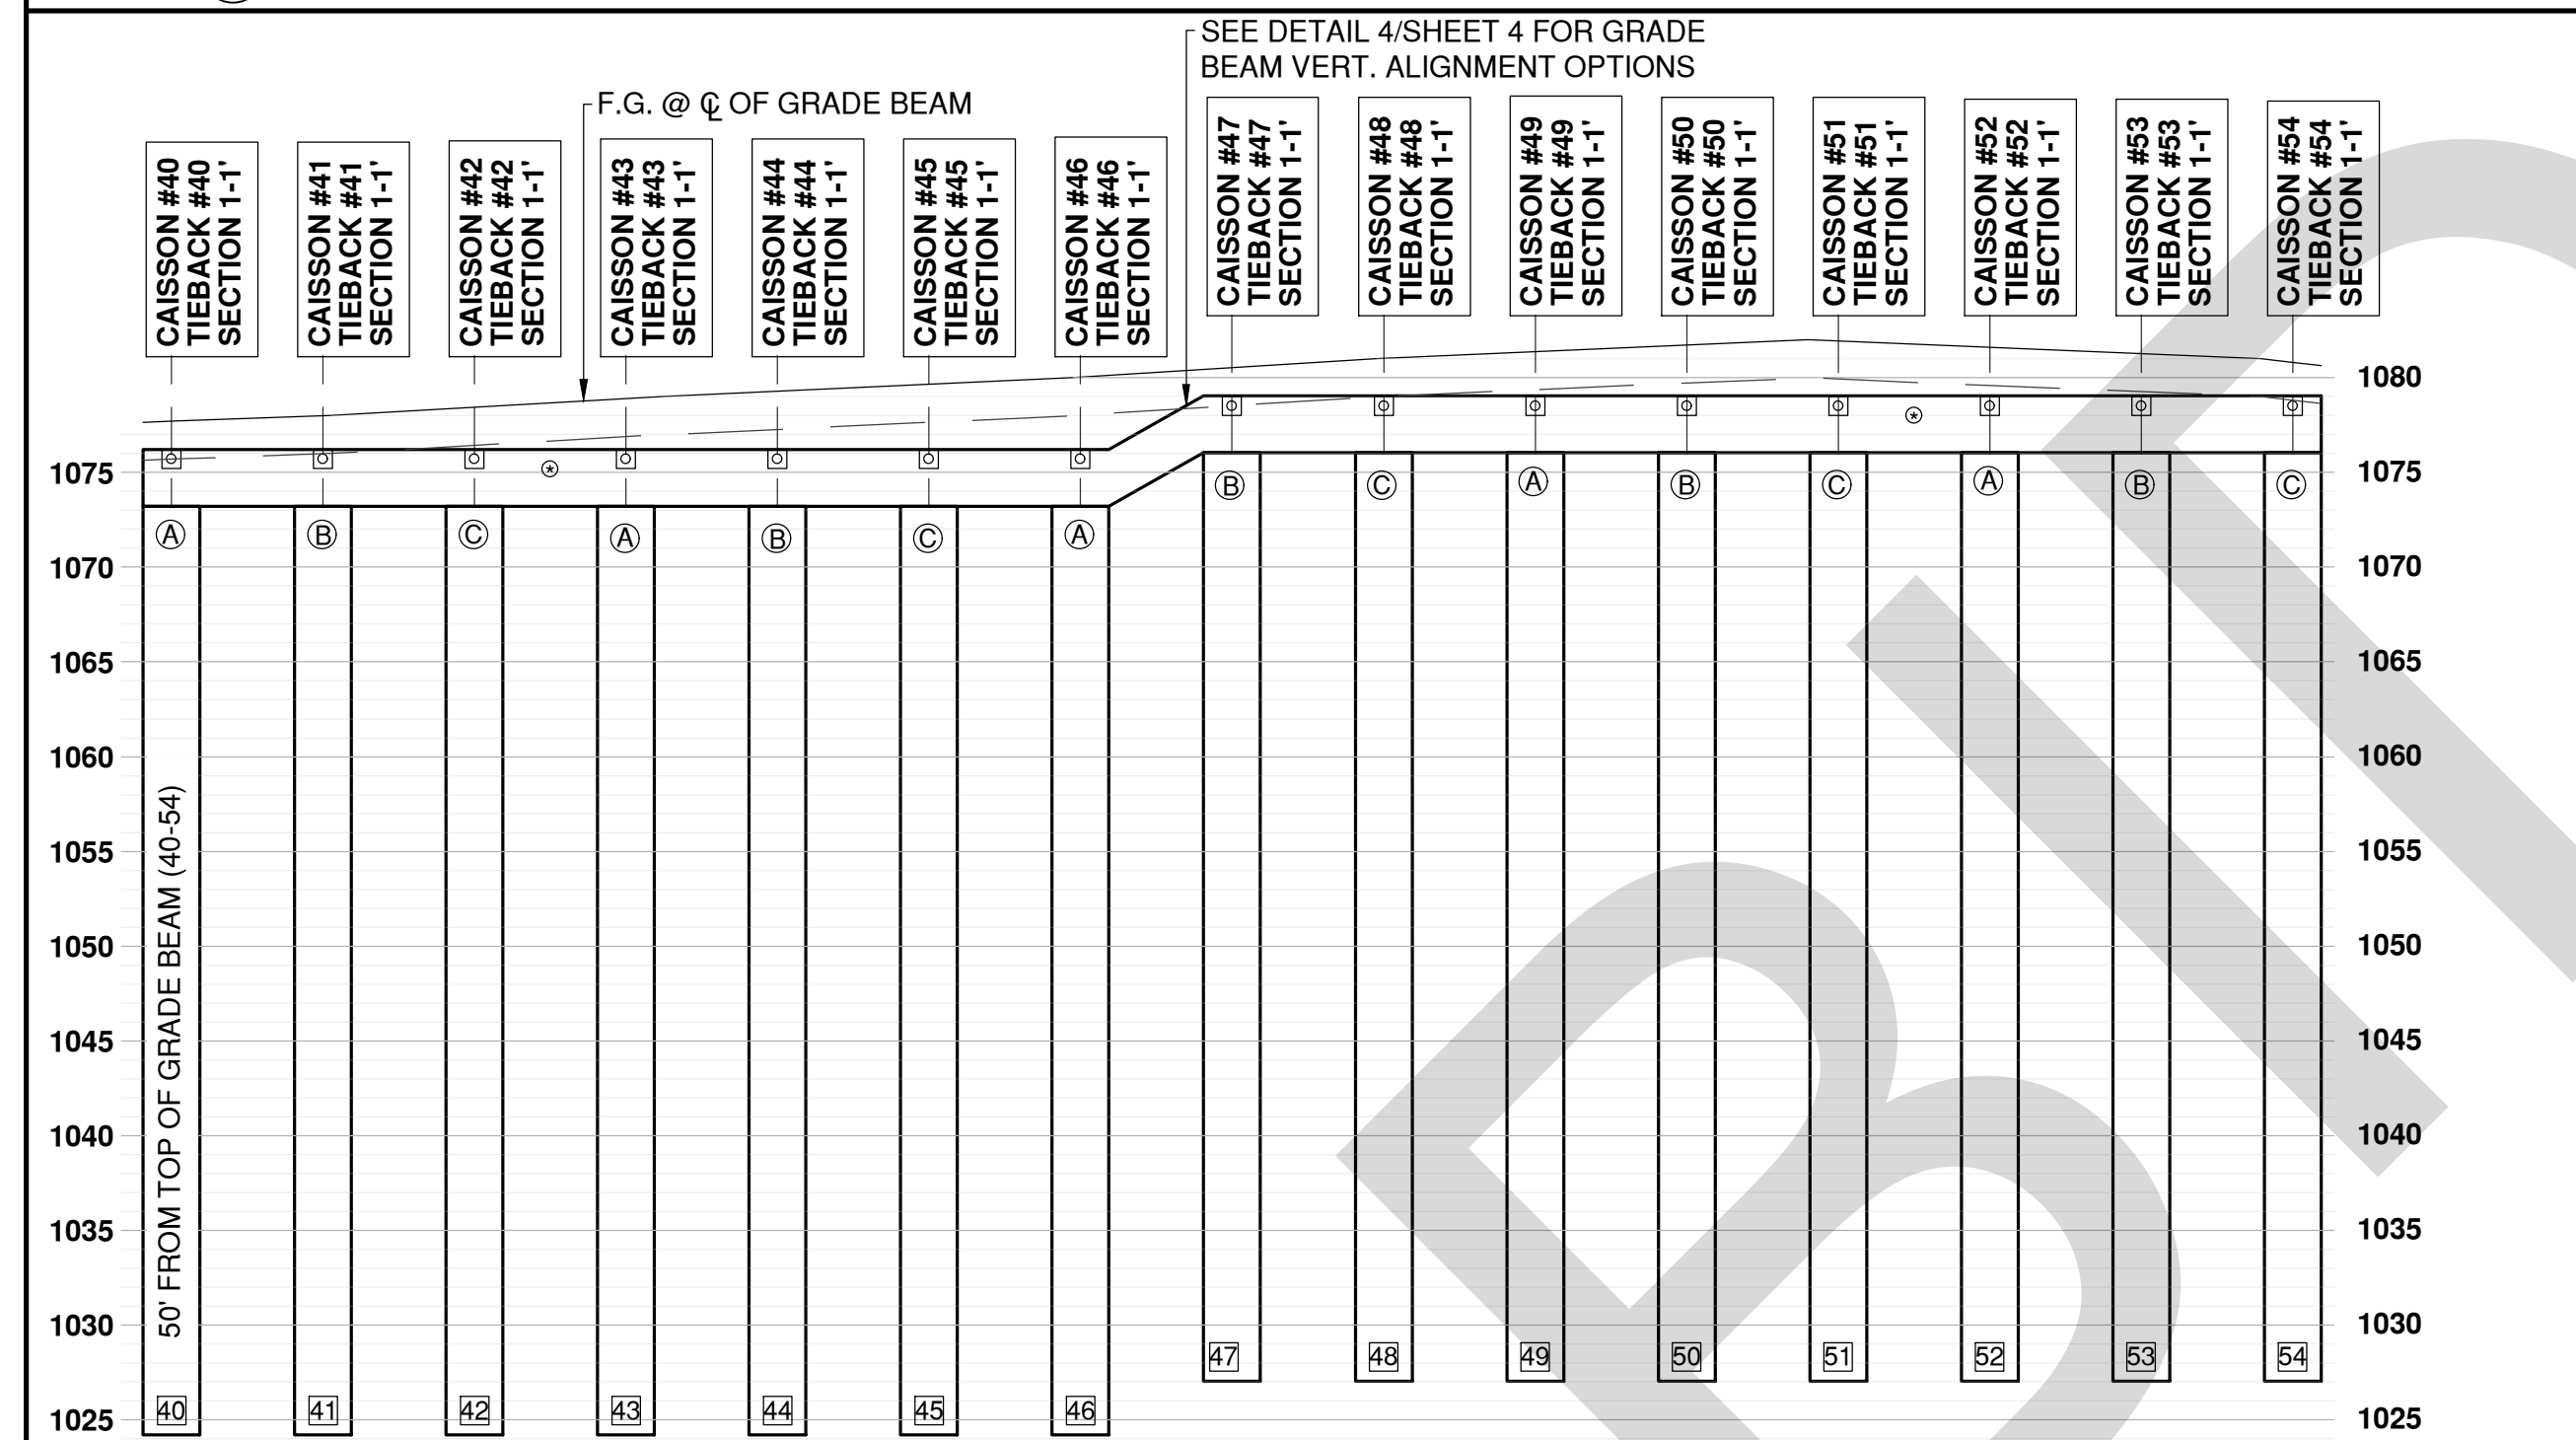 SEE DETAIL 4/SHEET 4 FOR GRADE
BEAM VERT. ALIGNMENT OPTIONS
F.G. @ ℄ OF GRADE BEAM
CAISSON #40
TIEBACK #40
SECTION 1-1'
CAISSON #41
TIEBACK #41
SECTION 1-1'
CAISSON #42
TIEBACK #42
SECTION 1-1'
CAISSON #43
TIEBACK #43
SECTION 1-1'
CAISSON #44
TIEBACK #44
SECTION 1-1'
CAISSON #45
TIEBACK #45
SECTION 1-1'
CAISSON #46
TIEBACK #46
SECTION 1-1'
CAISSON #47
TIEBACK #47
SECTION 1-1'
CAISSON #48
TIEBACK #48
SECTION 1-1'
CAISSON #49
TIEBACK #49
SECTION 1-1'
CAISSON #50
TIEBACK #50
SECTION 1-1'
CAISSON #51
TIEBACK #51
SECTION 1-1'
CAISSON #52
TIEBACK #52
SECTION 1-1'
CAISSON #53
TIEBACK #53
SECTION 1-1'
CAISSON #54
TIEBACK #54
SECTION 1-1'
1080
1075 1075
B C A B C A B C
A B C A B C A
1070 1070
1065 1065
1060 1060
1055 1055
50' FROM TOP OF GRADE BEAM (40-54)
1050 1050
1045 1045
1040 1040
1035 1035
1030 1030
47 48 49 50 51 52 53 54
40 41 42 43 44 45 46
1025 1025